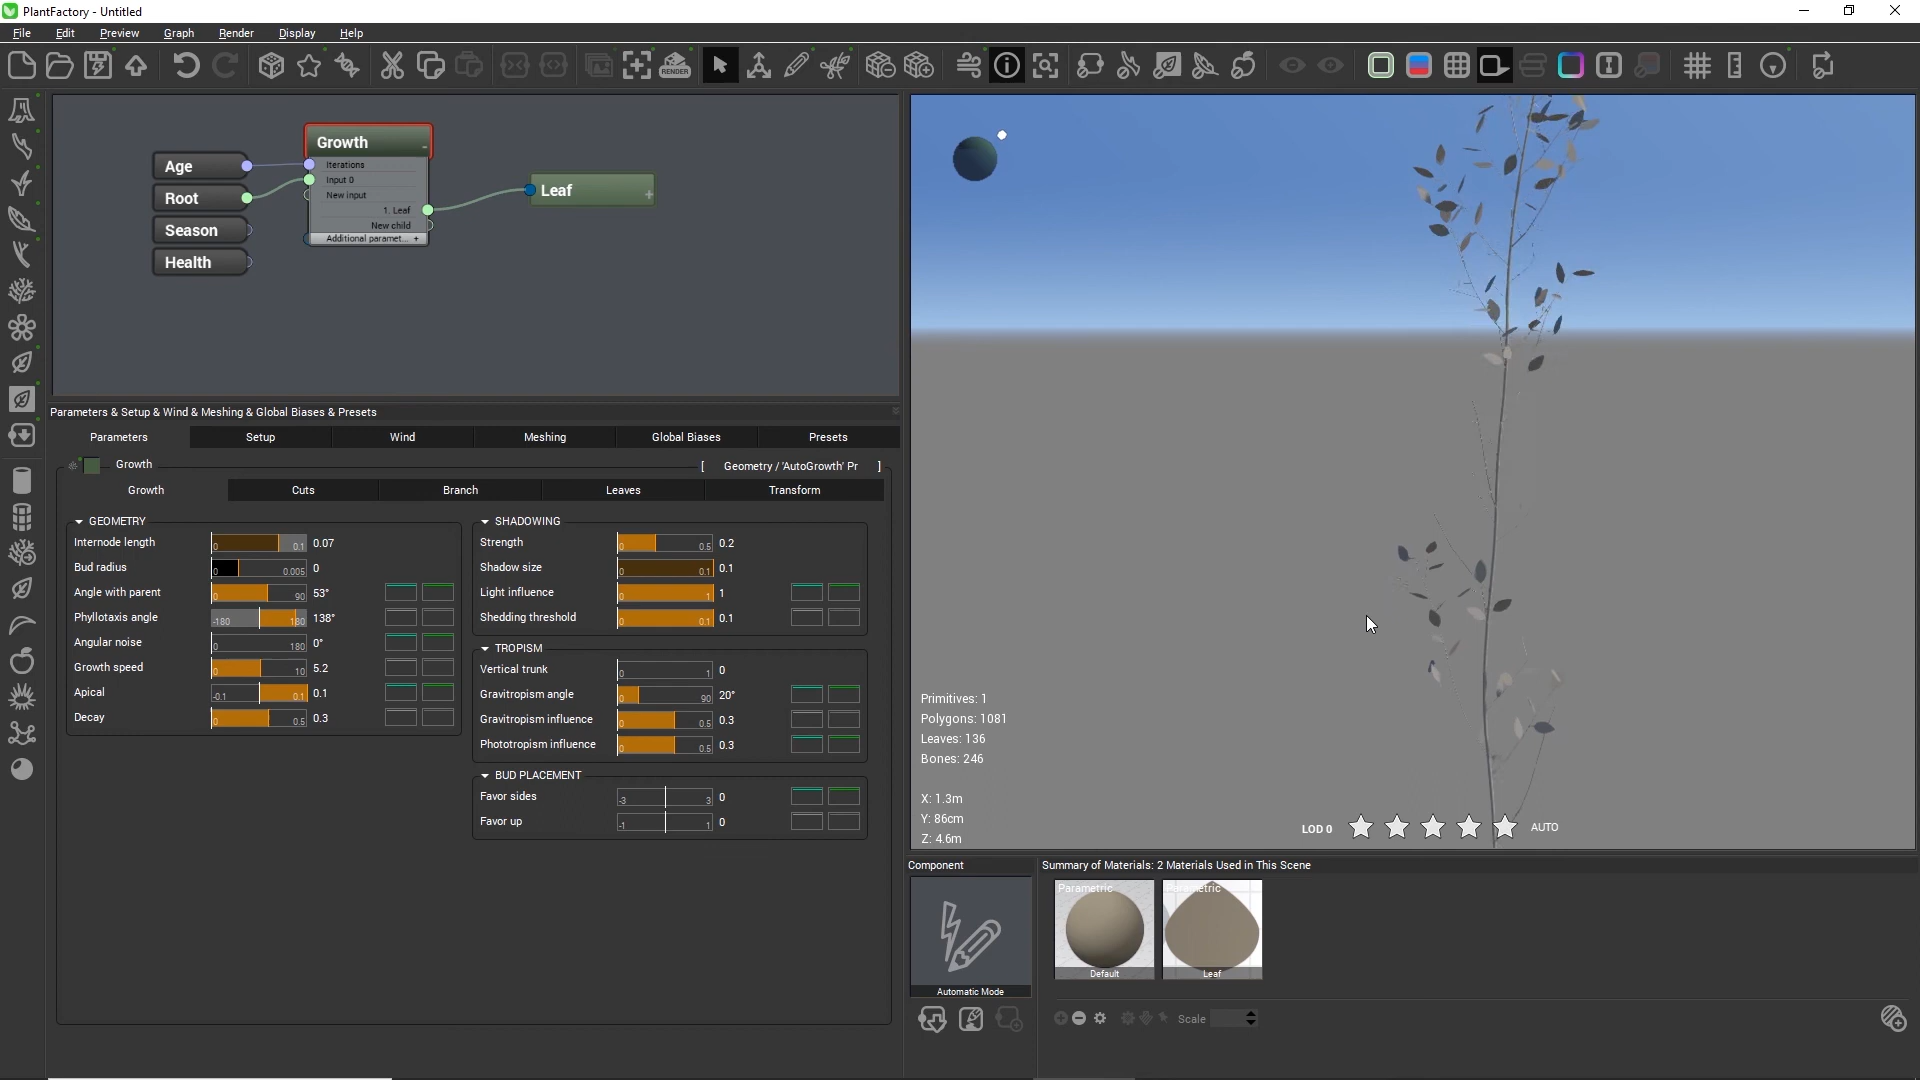 PlantFactory - Untitled
File Edit Preview Graph Render Display Help
RENDER
Growth
Age
Iterations
Input 0
Root
New input
Leaf
1. Leaf
Season
New child
Additional paramet... +
Health
Parameters & Setup & Wind & Meshing & Global Biases & Presets
Parameters Setup Wind Meshing Global Biases Presets
Growth [ Geometry / 'AutoGrowth' Pr ]
Growth Cuts Branch Leaves Transform
GEOMETRY
Internode length 0 0.1 0.07
Bud radius 0 0.005 0
Angle with parent 0 90 53°
Phyllotaxis angle -180 180 138°
Angular noise 0 180 0°
Growth speed 0 10 5.2
Apical -0.1 0.1 0.1
Decay 0 0.5 0.3
SHADOWING
Strength 0 0.5 0.2
Shadow size 0 0.1 0.1
Light influence 0 1 1
Shedding threshold 0 0.1 0.1
TROPISM
Vertical trunk 0 1 0
Gravitropism angle 0 90 20°
Gravitropism influence 0 0.5 0.3
Phototropism influence 0 0.5 0.3
BUD PLACEMENT
Favor sides -3 3 0
Favor up -1 1 0
Primitives: 1
Polygons: 1081
Leaves: 136
Bones: 246
X: 1.3m
Y: 86cm
Z: 4.6m
LOD 0 AUTO
Component
Automatic Mode
Summary of Materials: 2 Materials Used in This Scene
Parametric Parametric
Default Leaf
Scale